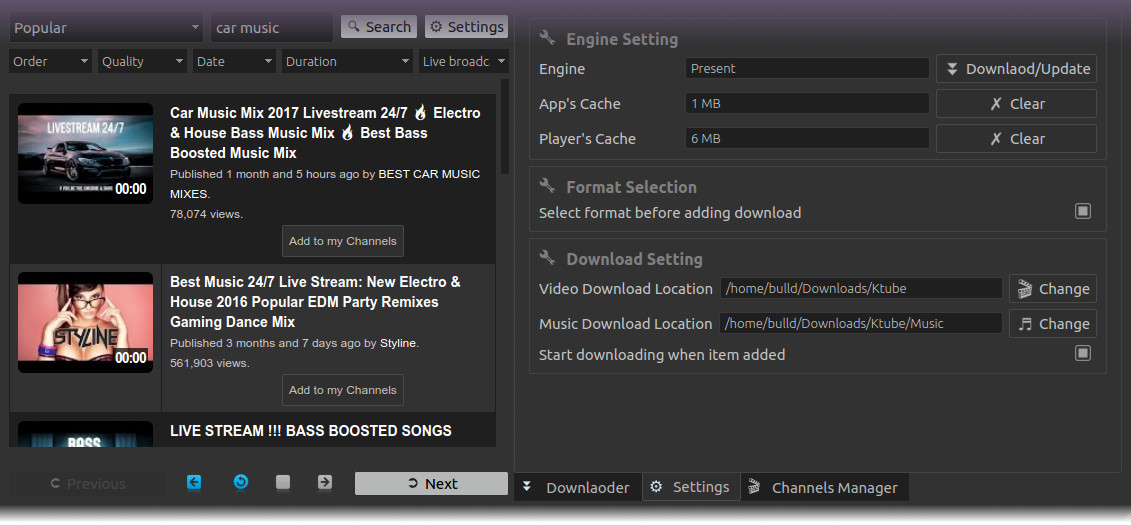 Popular
car music
Search
Settings
Order
Quality
Date
Duration
Live broadc
LIVESTREAM 24/7
00:00
Car Music Mix 2017 Livestream 24/7 🔥 Electro
& House Bass Music Mix 🔥 Best Bass
Boosted Music Mix
Published 1 month and 5 hours ago by BEST CAR MUSIC
MIXES.
78,074 views.
Add to my Channels
STYLINE
00:00
Best Music 24/7 Live Stream: New Electro &
House 2016 Popular EDM Party Remixes
Gaming Dance Mix
Published 3 months and 7 days ago by Styline.
561,903 views.
Add to my Channels
BASS
LIVE STREAM !!! BASS BOOSTED SONGS
Previous
Next
Engine Setting
Engine
Present
Downlaod/Update
App's Cache
1 MB
Clear
Player's Cache
6 MB
Clear
Format Selection
Select format before adding download
Download Setting
Video Download Location
/home/bulld/Downloads/Ktube
Change
Music Download Location
/home/bulld/Downloads/Ktube/Music
Change
Start downloading when item added
Downlaoder
Settings
Channels Manager